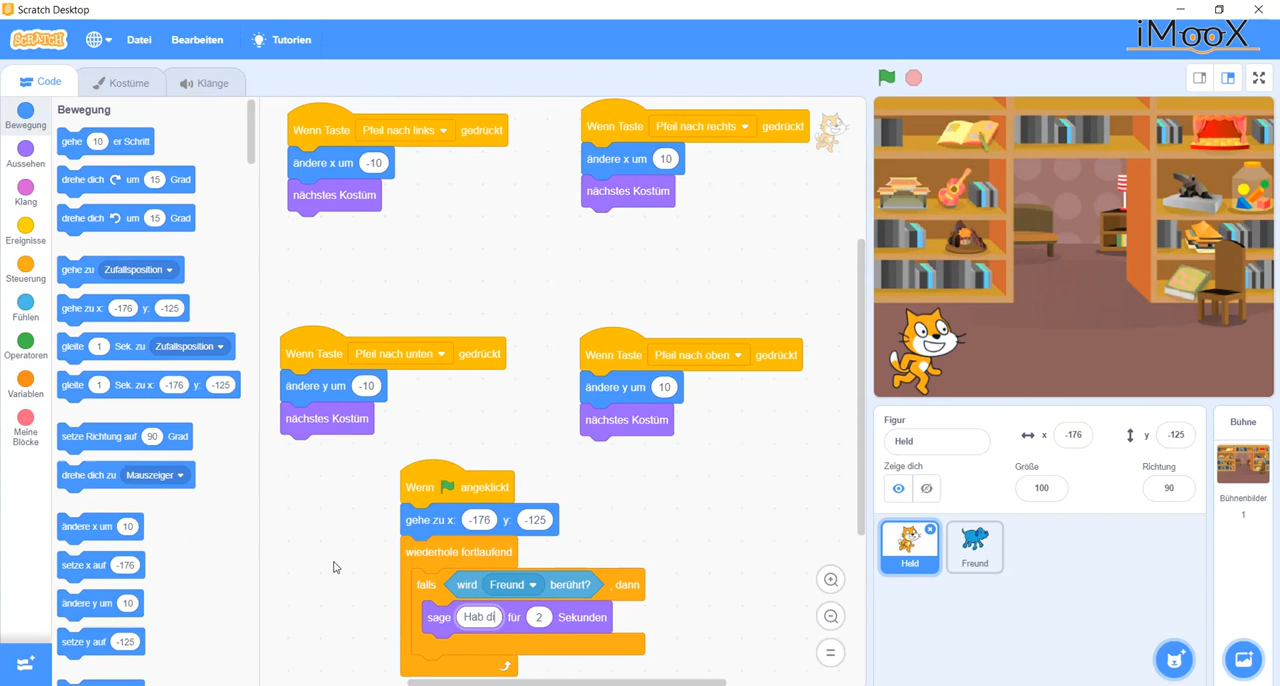 Scratch Desktop
SCRATCH
Datei
Bearbeiten
Tutorien
iMooX
Code
Kostüme
Klänge
Bewegung
Aussehen
Klang
Ereignisse
Steuerung
Fühlen
Operatoren
Variablen
Meine
Blöcke
Bewegung
gehe 10 er Schritt
drehe dich um 15 Grad
drehe dich um 15 Grad
gehe zu Zufallsposition
gehe zu x: -176 y: -125
gleite 1 Sek. zu Zufallsposition
gleite 1 Sek. zu x: -176 y: -125
setze Richtung auf 90 Grad
drehe dich zu Mauszeiger
ändere x um 10
setze x auf -176
ändere y um 10
setze y auf -125
Wenn Taste Pfeil nach links gedrückt
ändere x um -10
nächstes Kostüm
Wenn Taste Pfeil nach rechts gedrückt
ändere x um 10
nächstes Kostüm
Wenn Taste Pfeil nach unten gedrückt
ändere y um -10
nächstes Kostüm
Wenn Taste Pfeil nach oben gedrückt
ändere y um 10
nächstes Kostüm
Wenn angeklickt
gehe zu x: -176 y: -125
wiederhole fortlaufend
falls wird Freund berührt? , dann
sage Hab di für 2 Sekunden
Figur
Held
x -176
y -125
Zeige dich
Größe
100
Richtung
90
Held
Freund
Bühne
Bühnenbilder
1